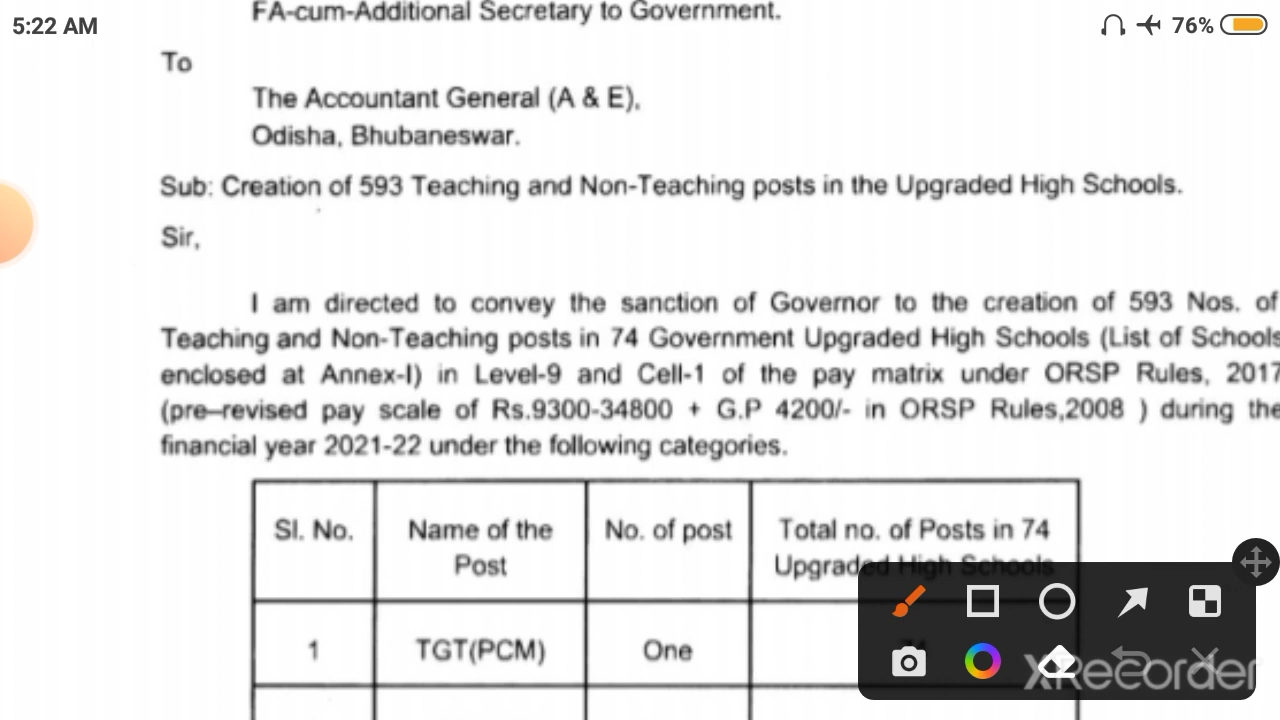 5:22 AM
76%
FA-cum-Additional Secretary to Government.
To
The Accountant General (A & E),
Odisha, Bhubaneswar.
Sub: Creation of 593 Teaching and Non-Teaching posts in the Upgraded High Schools.
Sir,
I am directed to convey the sanction of Governor to the creation of 593 Nos. of
Teaching and Non-Teaching posts in 74 Government Upgraded High Schools (List of Schools
enclosed at Annex-I) in Level-9 and Cell-1 of the pay matrix under ORSP Rules, 2017
(pre–revised pay scale of Rs.9300-34800 + G.P 4200/- in ORSP Rules,2008 ) during the
financial year 2021-22 under the following categories.
Sl. No. Name of the Post No. of post Total no. of Posts in 74 Upgraded High Schools
1 TGT(PCM) One 74
XRecorder